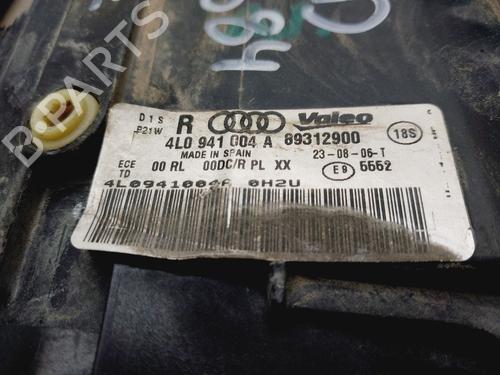 B-PARTS
D1S
P21W
R
Valeo
4L0 941 004 A 89312900
18S
MADE IN SPAIN
23-08-06-T
ECE 00 RL 00DC/R PL XX
TD
E9 5552
4L0941004A 0H2U